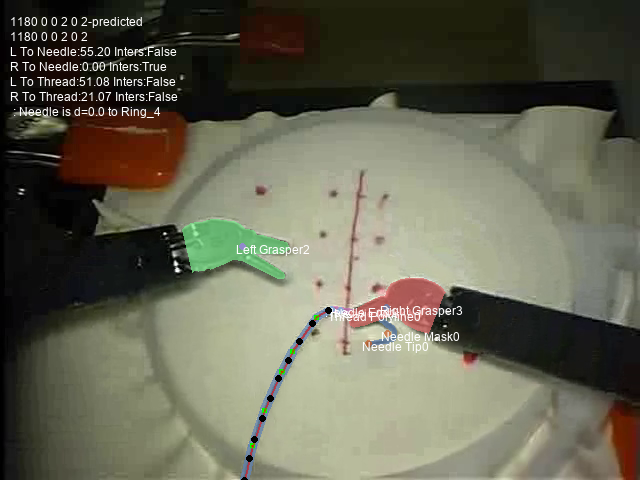 1180 0 0 2 0 2-predicted
1180 0 0 2 0 2
L To Needle:55.20 Inters:False
R To Needle:0.00 Inters:True
L To Thread:51.08 Inters:False
R To Thread:21.07 Inters:False
: Needle is d=0.0 to Ring_4
Left Grasper2
Right Grasper3
Thread Polyline0
Needle Mask0
Needle Tip0